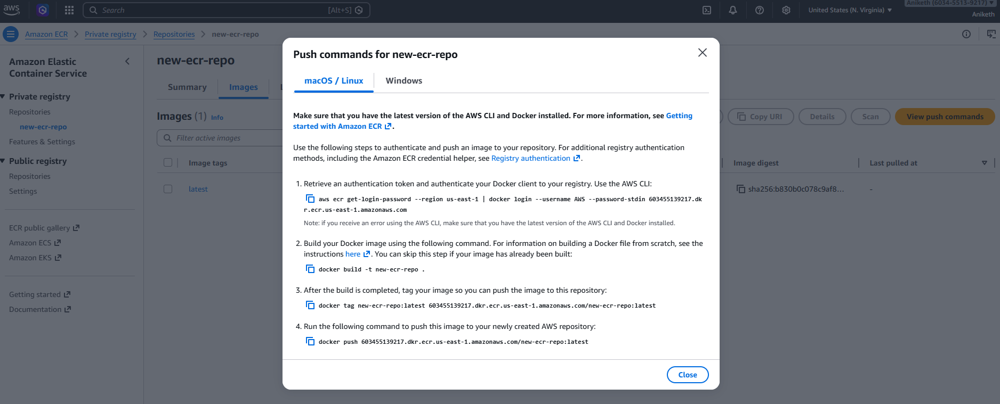 aws
Search
[Alt+S]
United States (N. Virginia)
Aniketh (6034-5513-9217)
Aniketh
Amazon ECR
Private registry
Repositories
new-ecr-repo
Amazon Elastic
Container Service
Private registry
Repositories
new-ecr-repo
Features & Settings
Public registry
Repositories
Settings
ECR public gallery
Amazon ECS
Amazon EKS
Getting started
Documentation
new-ecr-repo
Summary
Images
Images (1) Info
Filter active images
Image tags
latest
Copy URI
Details
Scan
View push commands
Image digest
Last pulled at
sha256:b830b0c078c9af8...
-
Push commands for new-ecr-repo
macOS / Linux
Windows
Make sure that you have the latest version of the AWS CLI and Docker installed. For more information, see Getting
started with Amazon ECR .
Use the following steps to authenticate and push an image to your repository. For additional registry authentication
methods, including the Amazon ECR credential helper, see Registry authentication .
1. Retrieve an authentication token and authenticate your Docker client to your registry. Use the AWS CLI:
aws ecr get-login-password --region us-east-1 | docker login --username AWS --password-stdin 603455139217.dk
r.ecr.us-east-1.amazonaws.com
Note: if you receive an error using the AWS CLI, make sure that you have the latest version of the AWS CLI and Docker installed.
2. Build your Docker image using the following command. For information on building a Docker file from scratch, see the
instructions here . You can skip this step if your image has already been built:
docker build -t new-ecr-repo .
3. After the build is completed, tag your image so you can push the image to this repository:
docker tag new-ecr-repo:latest 603455139217.dkr.ecr.us-east-1.amazonaws.com/new-ecr-repo:latest
4. Run the following command to push this image to your newly created AWS repository:
docker push 603455139217.dkr.ecr.us-east-1.amazonaws.com/new-ecr-repo:latest
Close